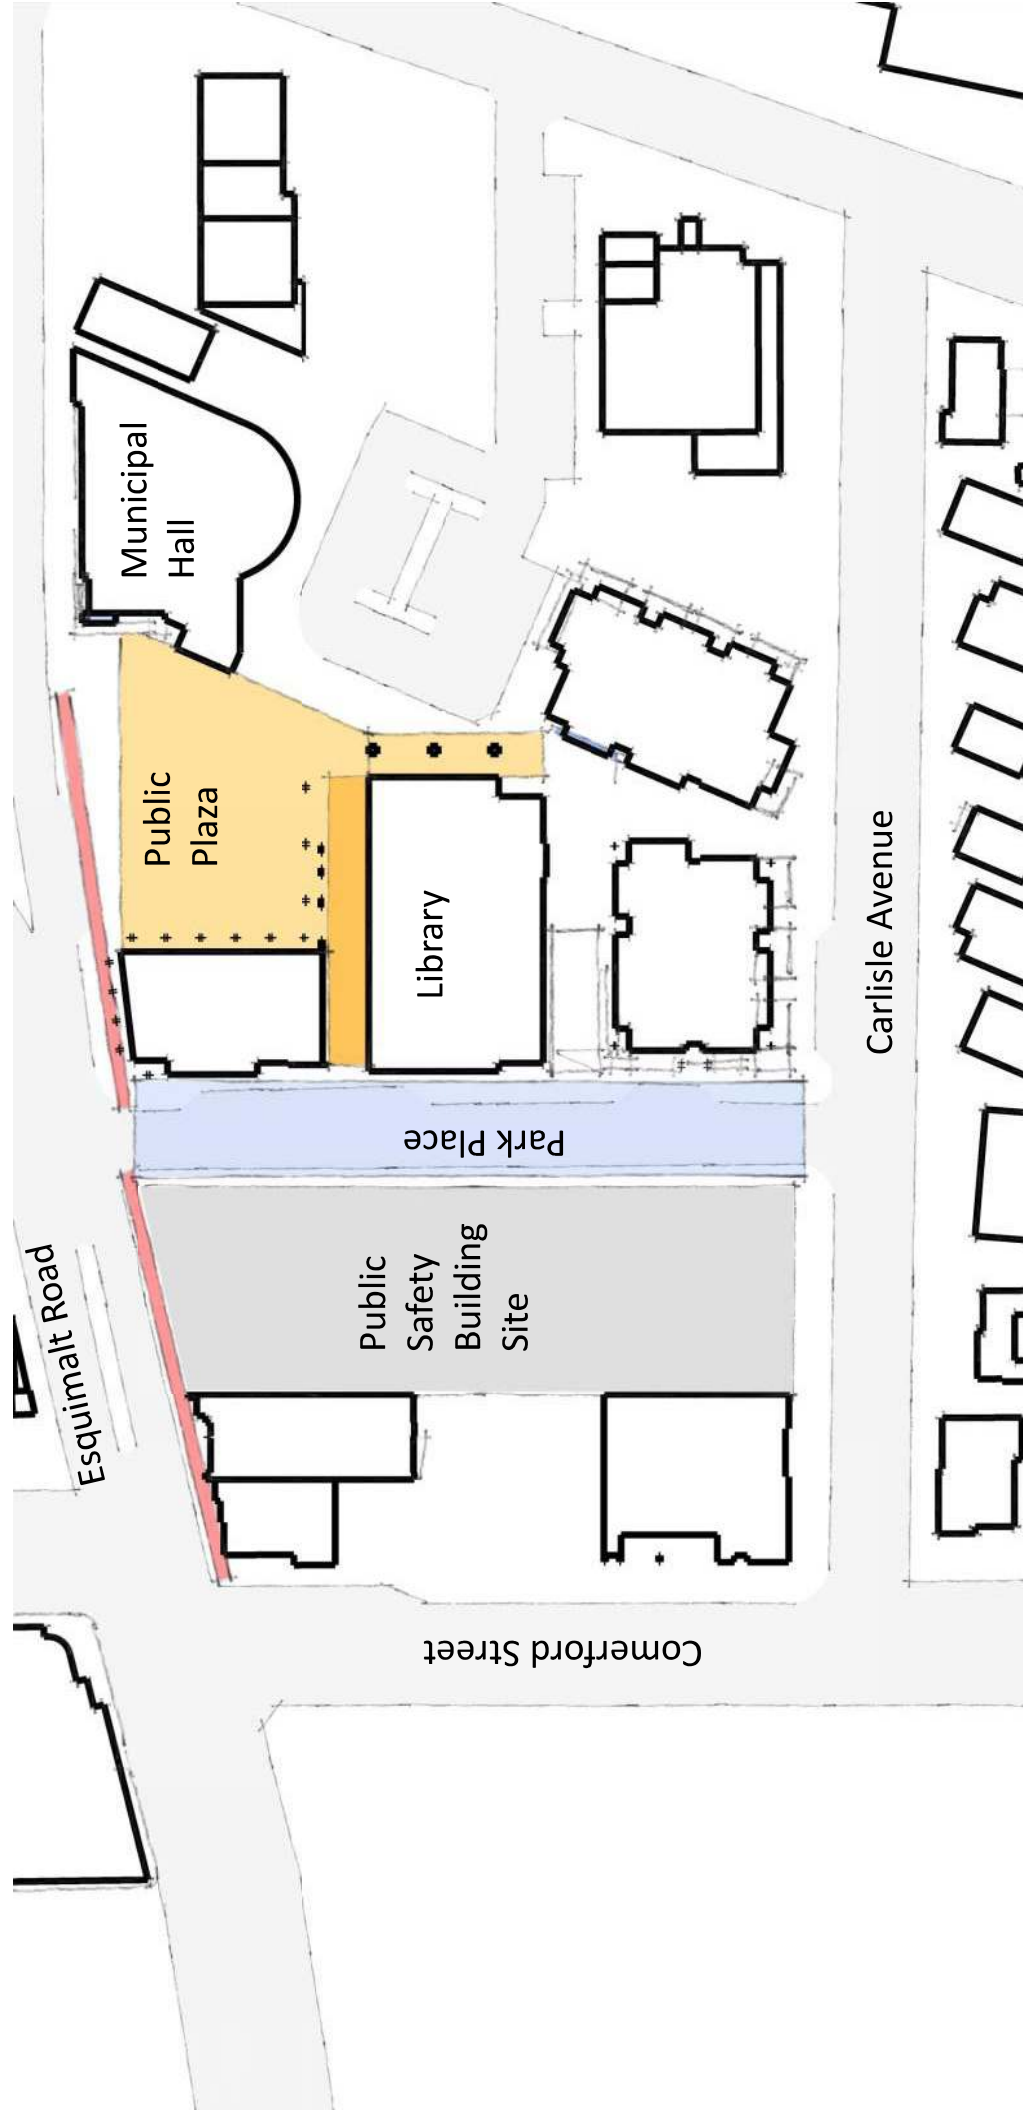 Municipal
Hall
Public
Plaza
Library
Park Place
Esquimalt Road
Public
Safety
Building
Site
Carlisle Avenue
Comerford Street